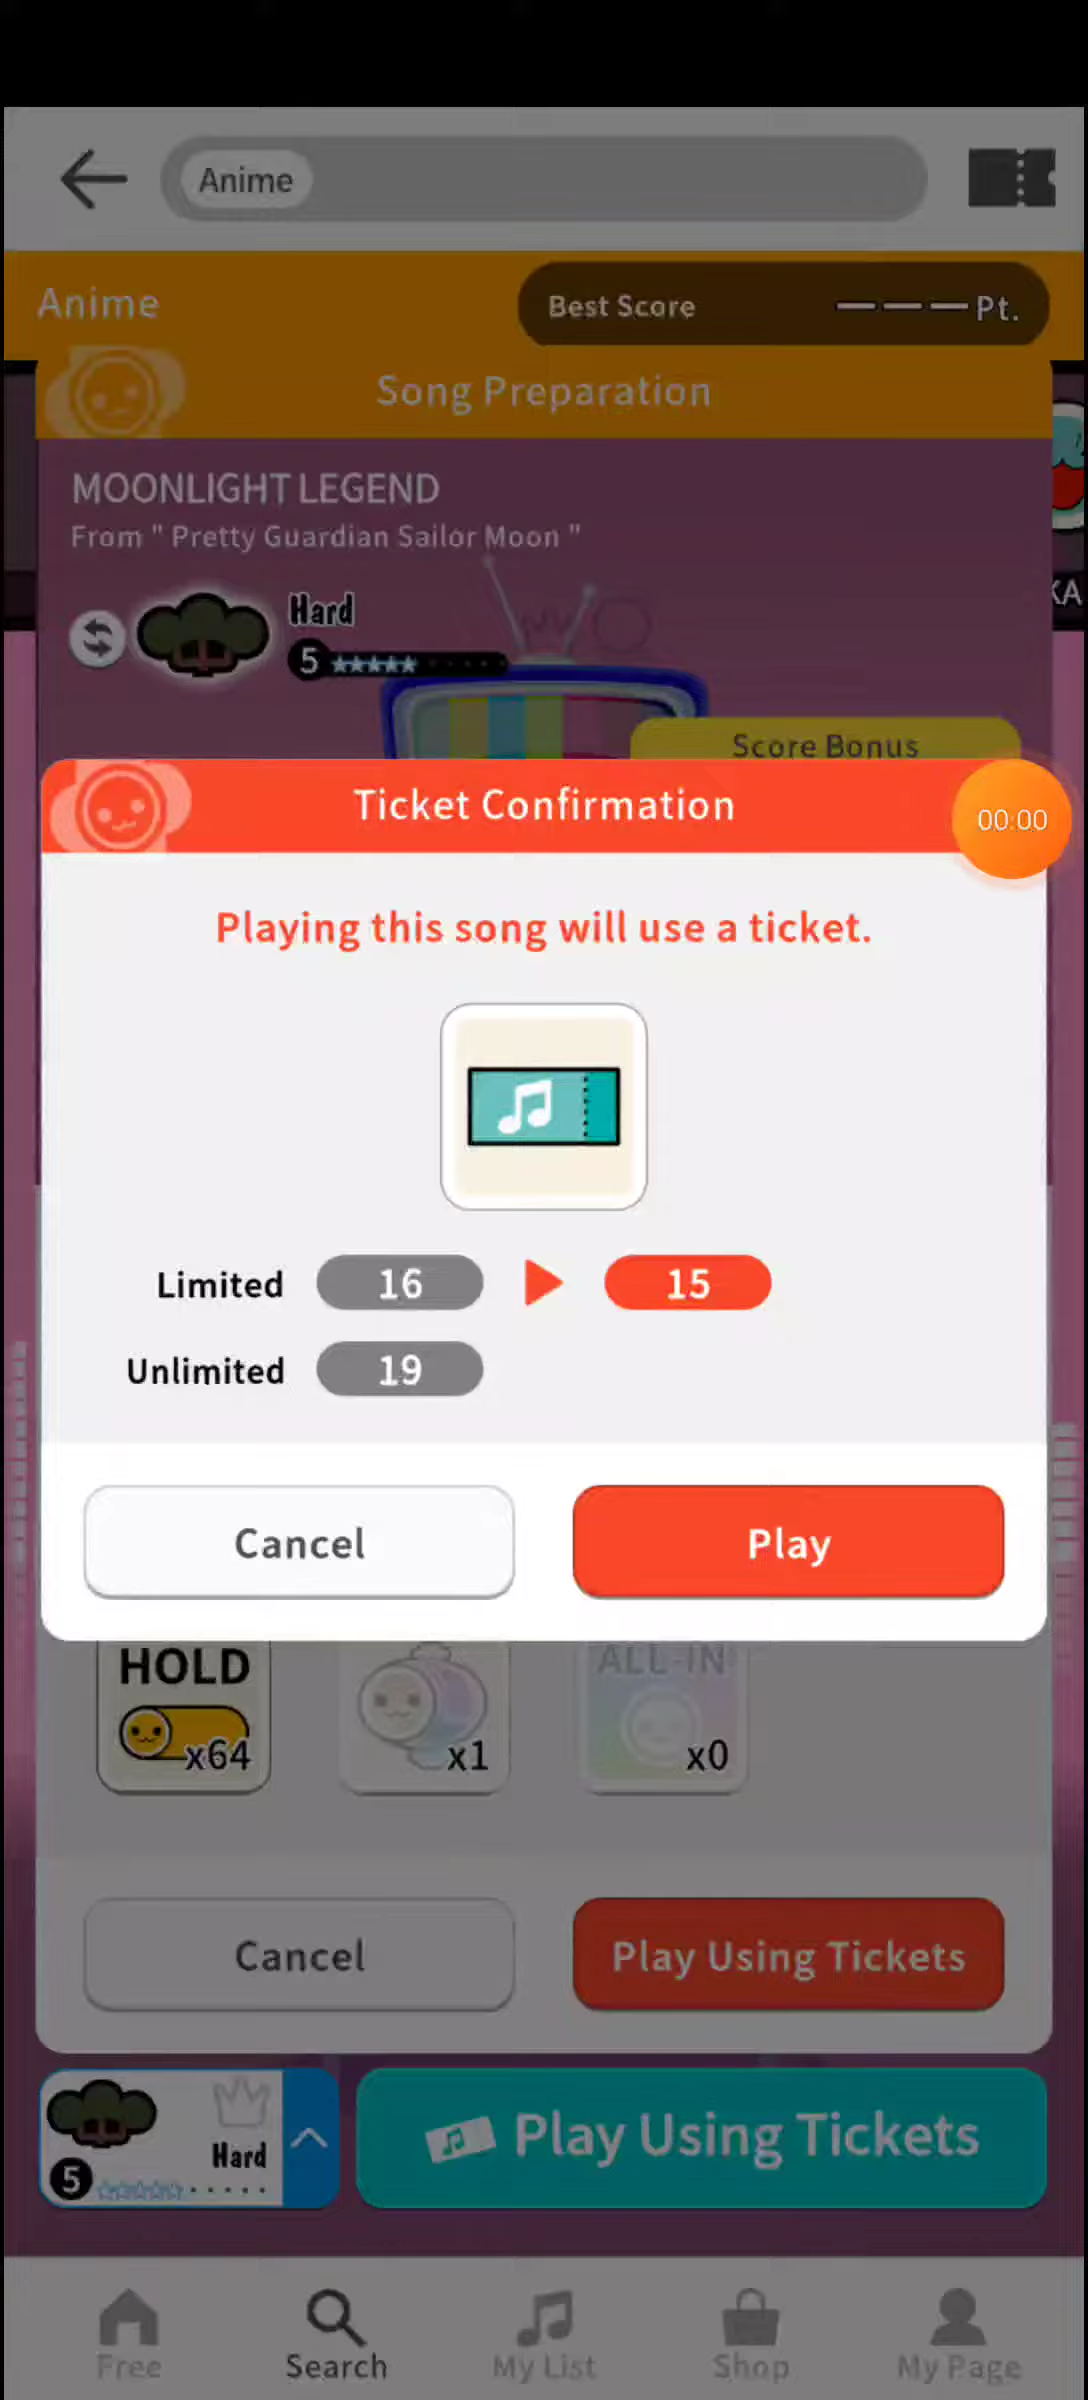 Anime
Anime
Best Score
Pt.
Song Preparation
MOONLIGHT LEGEND
From " Pretty Guardian Sailor Moon "
KA
Hard
5 ★★★★★
Score Bonus
Ticket Confirmation
00:00
Playing this song will use a ticket.
Limited 16 ▶ 15
Unlimited 19
Cancel Play
HOLD
ALL-IN
x64 x1 x0
Cancel Play Using Tickets
Hard
5
Play Using Tickets
Free Search My List Shop My Page